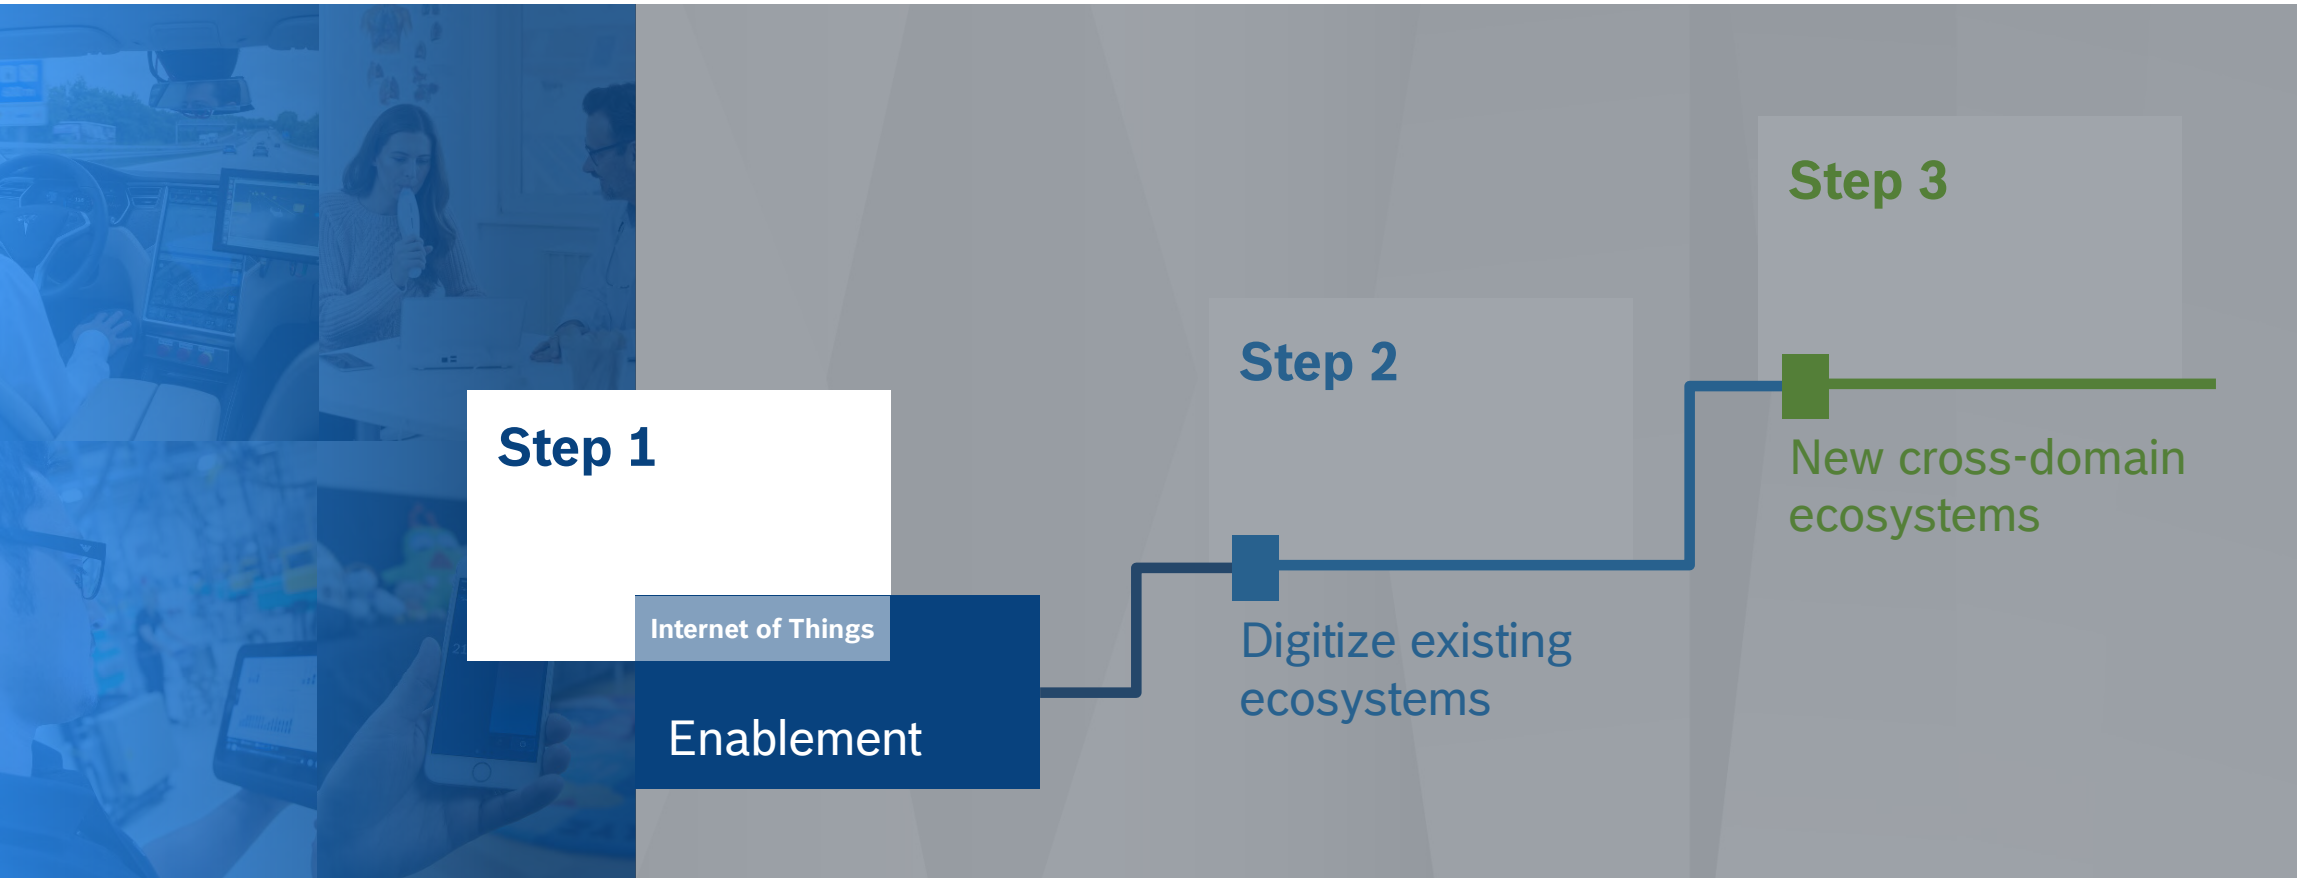 Step 1
Internet of Things
Enablement
Step 2
Digitize existing
ecosystems
Step 3
New cross-domain
ecosystems